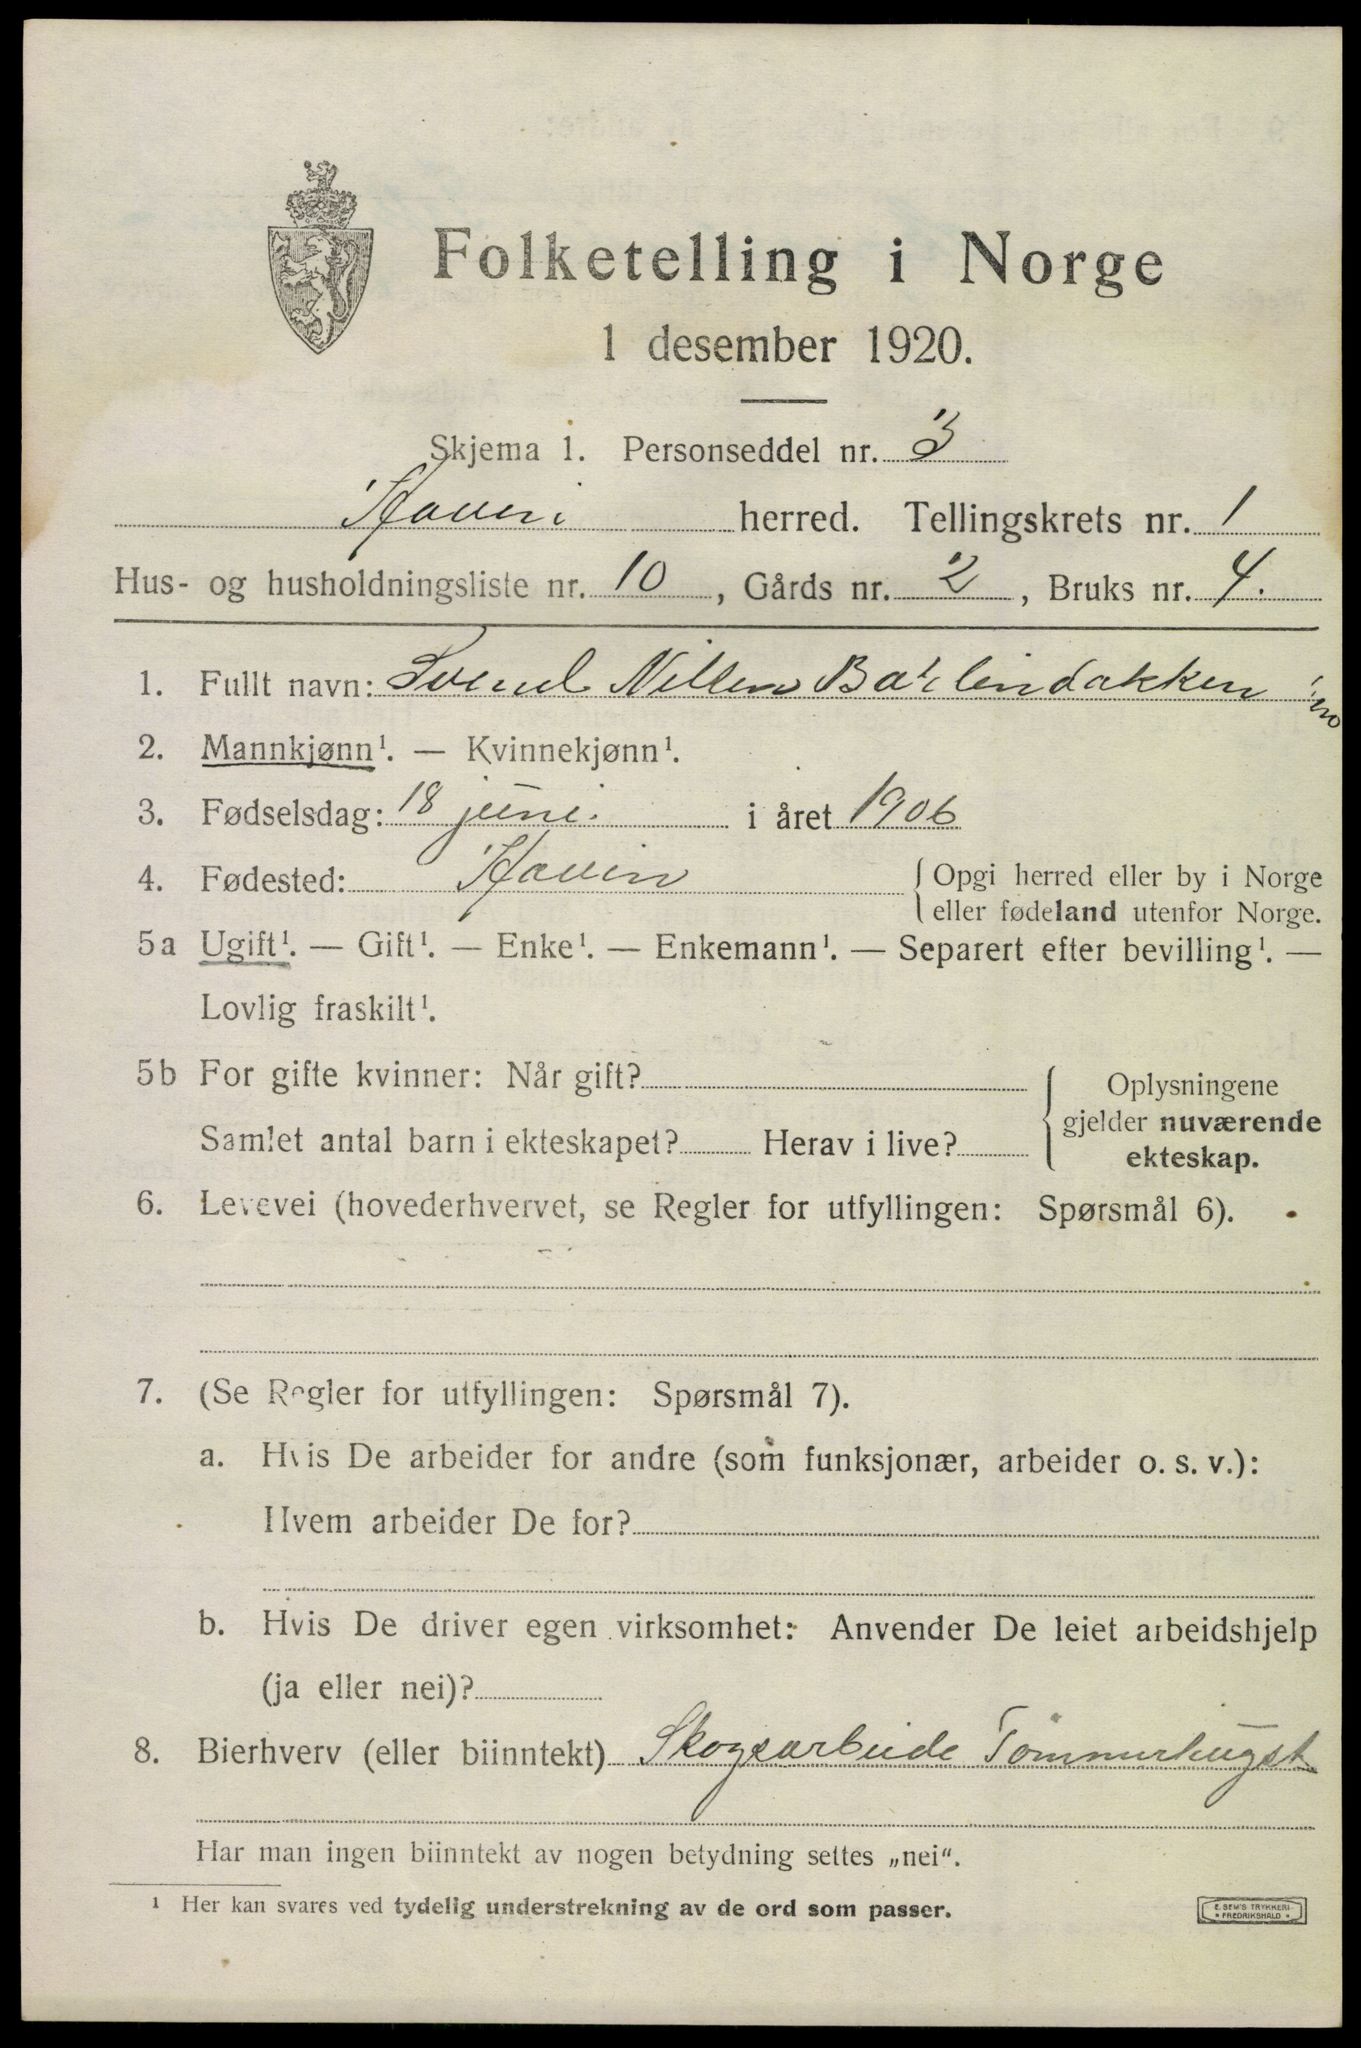 Folketelling i Norge
1 desember 1920.
Skjema 1. Personseddel nr. 3
Hovin herred. Tellingskrets nr. 1
Hus- og husholdningsliste nr. 10, Gårds nr. 2, Bruks nr. 4.
1. Fullt navn: Svend Nilsen
2. Mannkjønn¹. — Kvinnekjønn¹.
3. Fødselsdag: 18 juni. i året 1906
4. Fødested: Hovin { Opgi herred eller by i Norge
eller fødeland utenfor Norge.
5a Ugift¹. — Gift¹. — Enke¹. — Enkemann¹. — Separert efter bevilling¹. —
Lovlig fraskilt¹.
5b For gifte kvinner: Når gift?
Samlet antal barn i ekteskapet? Herav i live?
Oplysningene
gjelder nuværende
ekteskap.
6. Levevei (hovederhvervet, se Regler for utfyllingen: Spørsmål 6).
7. (Se Regler for utfyllingen: Spørsmål 7).
a. Hvis De arbeider for andre (som funksjonær, arbeider o. s. v.):
Hvem arbeider De for?
b. Hvis De driver egen virksomhet: Anvender De leiet arbeidshjelp
(ja eller nei)?
8. Bierhverv (eller biinntekt) Skogsarbeide Tømmerhugst
Har man ingen biinntekt av nogen betydning settes „nei“.
¹ Her kan svares ved tydelig understrekning av de ord som passer.
E. SEM'S TRYKKERI
FREDRIKSHALD